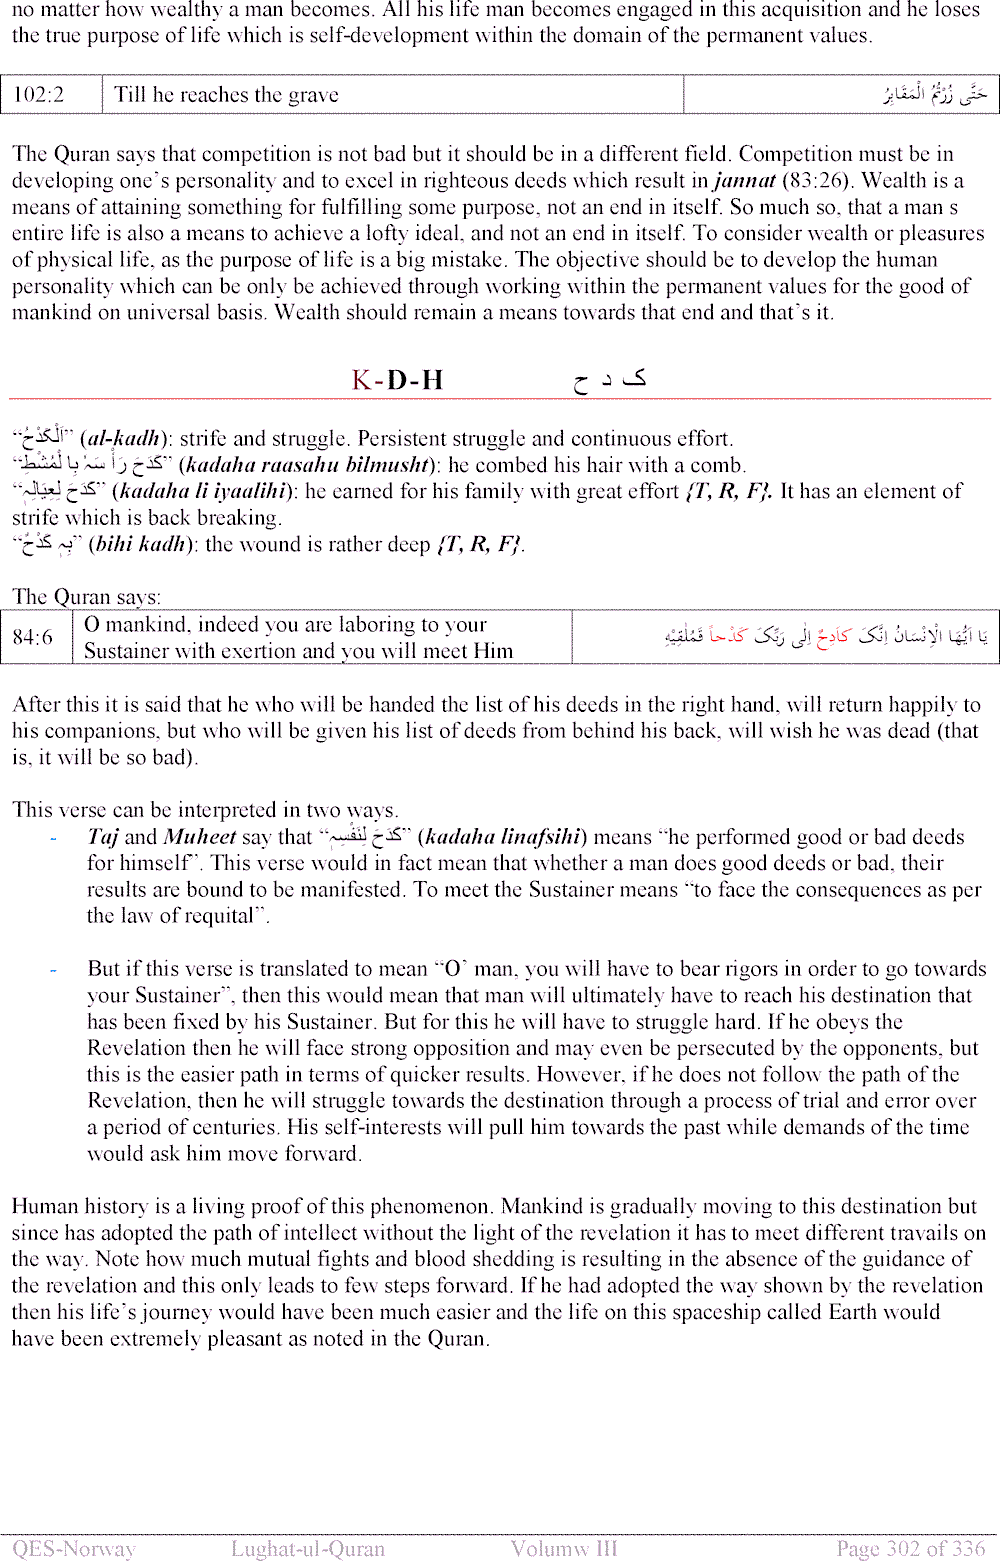 no matter how wealthy a man becomes. All his life man becomes engaged in this acquisition and he loses
the true purpose of life which is self-development within the domain of the permanent values.
102:2 Till he reaches the grave حَتَّى زُرْتُمُ الْمَقَابِرُ
The Quran says that competition is not bad but it should be in a different field. Competition must be in
developing one’s personality and to excel in righteous deeds which result in jannat (83:26). Wealth is a
means of attaining something for fulfilling some purpose, not an end in itself. So much so, that a man s
entire life is also a means to achieve a lofty ideal, and not an end in itself. To consider wealth or pleasures
of physical life, as the purpose of life is a big mistake. The objective should be to develop the human
personality which can be only be achieved through working within the permanent values for the good of
mankind on universal basis. Wealth should remain a means towards that end and that’s it.
K-D-H ک د ح
“اَلْکَدْحُ” (al-kadh): strife and struggle. Persistent struggle and continuous effort.
“کَدَحَ رَأْ سَہٗ بِا لْمُشْطِ” (kadaha raasahu bilmusht): he combed his hair with a comb.
“کَدَحَ لِعِیَالِہٖ” (kadaha li iyaalihi): he earned for his family with great effort {T, R, F}. It has an element of
strife which is back breaking.
“بِہٖ کَدْحٌ” (bihi kadh): the wound is rather deep {T, R, F}.
The Quran says:
84:6 O mankind, indeed you are laboring to your
Sustainer with exertion and you will meet Him يَا اَيُّهَا الْاِنْسَانُ اِنَّکَ کَادِحٌ اِلٰى رَبِّکَ کَدْحاً فَمُلٰقِيْهِ
After this it is said that he who will be handed the list of his deeds in the right hand, will return happily to
his companions, but who will be given his list of deeds from behind his back, will wish he was dead (that
is, it will be so bad).
This verse can be interpreted in two ways.
- Taj and Muheet say that “کَدَحَ لِنَفْسِہٖ” (kadaha linafsihi) means “he performed good or bad deeds
for himself”. This verse would in fact mean that whether a man does good deeds or bad, their
results are bound to be manifested. To meet the Sustainer means “to face the consequences as per
the law of requital”.
- But if this verse is translated to mean “O’ man, you will have to bear rigors in order to go towards
your Sustainer”, then this would mean that man will ultimately have to reach his destination that
has been fixed by his Sustainer. But for this he will have to struggle hard. If he obeys the
Revelation then he will face strong opposition and may even be persecuted by the opponents, but
this is the easier path in terms of quicker results. However, if he does not follow the path of the
Revelation, then he will struggle towards the destination through a process of trial and error over
a period of centuries. His self-interests will pull him towards the past while demands of the time
would ask him move forward.
Human history is a living proof of this phenomenon. Mankind is gradually moving to this destination but
since has adopted the path of intellect without the light of the revelation it has to meet different travails on
the way. Note how much mutual fights and blood shedding is resulting in the absence of the guidance of
the revelation and this only leads to few steps forward. If he had adopted the way shown by the revelation
then his life’s journey would have been much easier and the life on this spaceship called Earth would
have been extremely pleasant as noted in the Quran.
QES-Norway Lughat-ul-Quran Volumw III Page 302 of 336